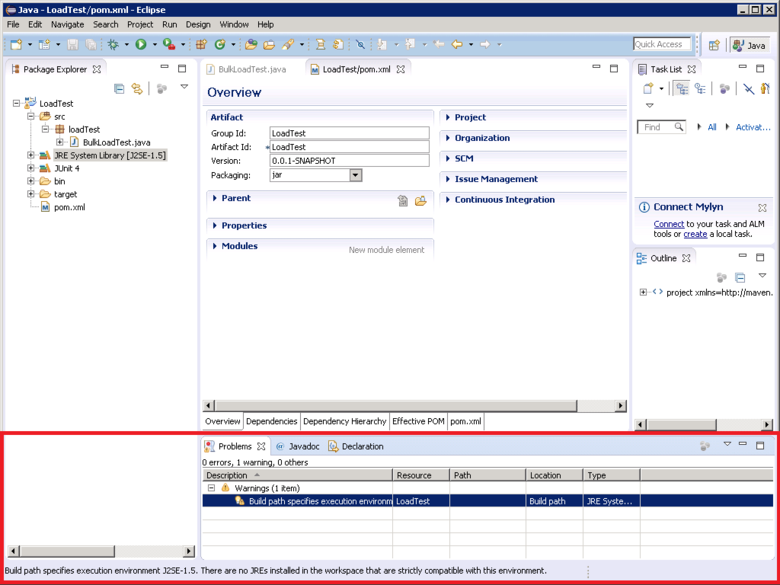 Java - LoadTest/pom.xml - Eclipse
File Edit Navigate Search Project Run Design Window Help
Quick Access
Java
Package Explorer
LoadTest
src
loadTest
BulkLoadTest.java
JRE System Library [J2SE-1.5]
JUnit 4
bin
target
pom.xml
BulkLoadTest.java LoadTest/pom.xml
Overview
Artifact
Group Id: LoadTest
Artifact Id: * LoadTest
Version: 0.0.1-SNAPSHOT
Packaging: jar
Parent
Properties
Modules New module element
Project
Organization
SCM
Issue Management
Continuous Integration
Overview Dependencies Dependency Hierarchy Effective POM pom.xml
Task List
Find All Activat...
Connect Mylyn
Connect to your task and ALM
tools or create a local task.
Outline
project xmlns=http://maven.
Problems Javadoc Declaration
0 errors, 1 warning, 0 others
Description Resource Path Location Type
Warnings (1 item)
Build path specifies execution environm LoadTest Build path JRE Syste...
Build path specifies execution environment J2SE-1.5. There are no JREs installed in the workspace that are strictly compatible with this environment.